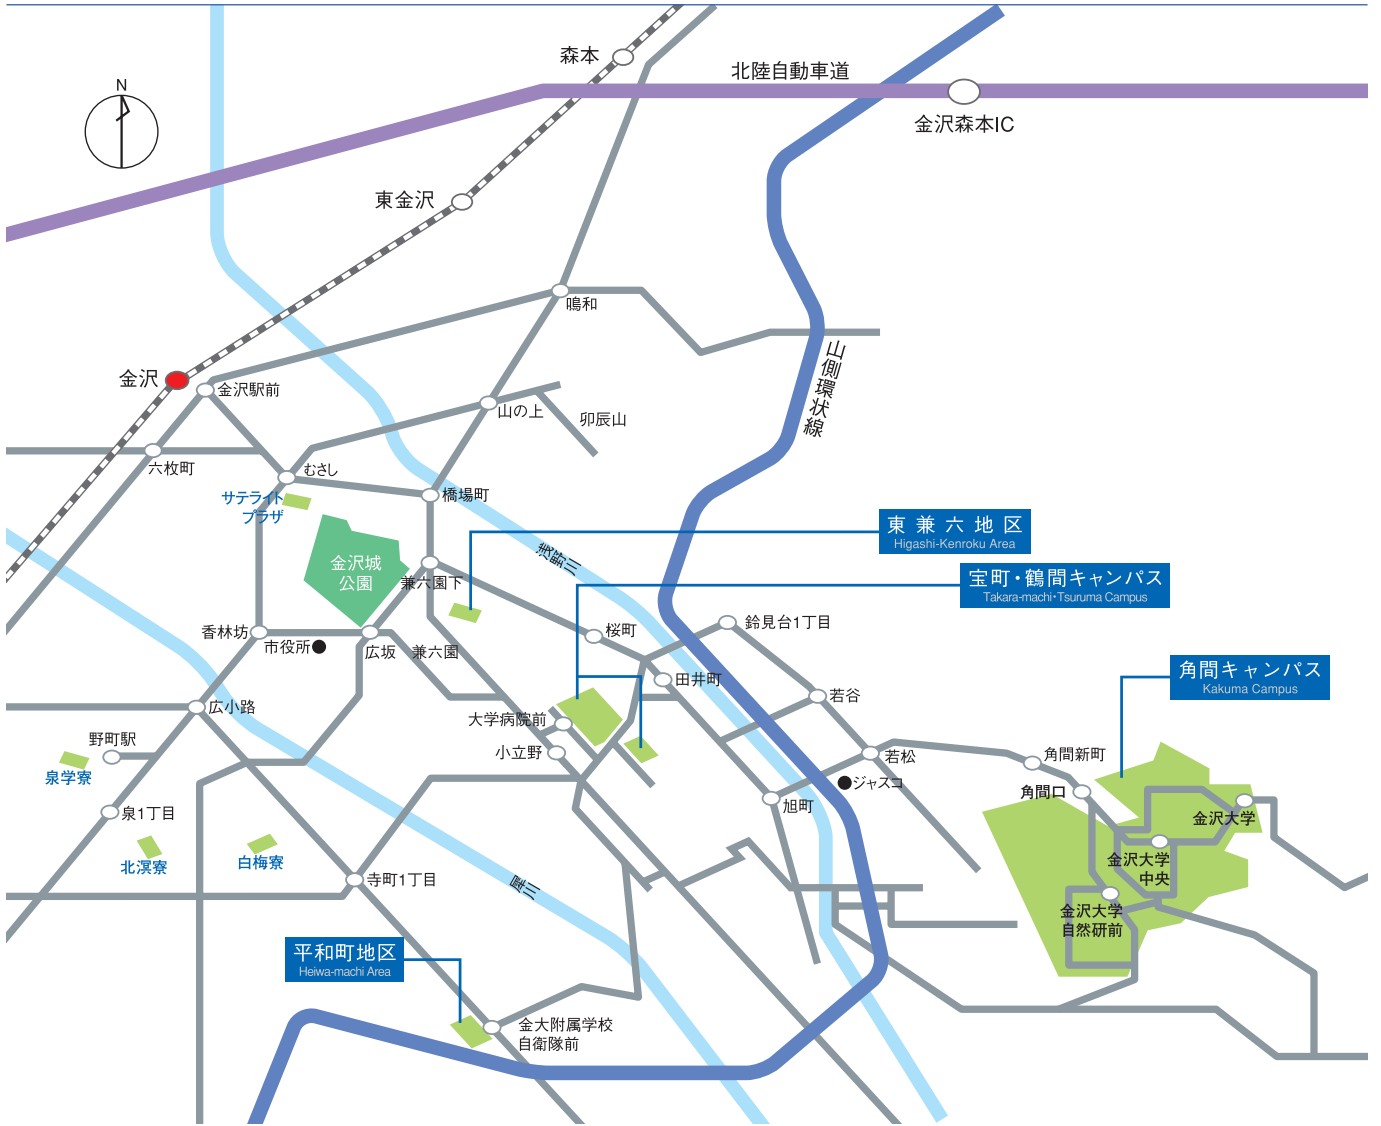 森本
北陸自動車道
N
金沢森本IC
東金沢
鳴和
山側環状線
金沢
金沢駅前
山の上
卯辰山
六枚町
むさし
サテライト
プラザ
橋場町
東兼六地区
Higashi-Kenroku Area
浅野川
金沢城
公園
兼六園下
宝町・鶴間キャンパス
Takara-machi・Tsuruma Campus
香林坊
市役所
広坂
兼六園
桜町
鈴見台1丁目
角間キャンパス
Kakuma Campus
田井町
若谷
広小路
大学病院前
小立野
野町駅
泉学寮
若松
角間新町
ジャスコ
角間口
旭町
泉1丁目
金沢大学
北溟寮
白梅寮
金沢大学
中央
寺町1丁目
犀川
金沢大学
自然研前
平和町地区
Heiwa-machi Area
金大附属学校
自衛隊前